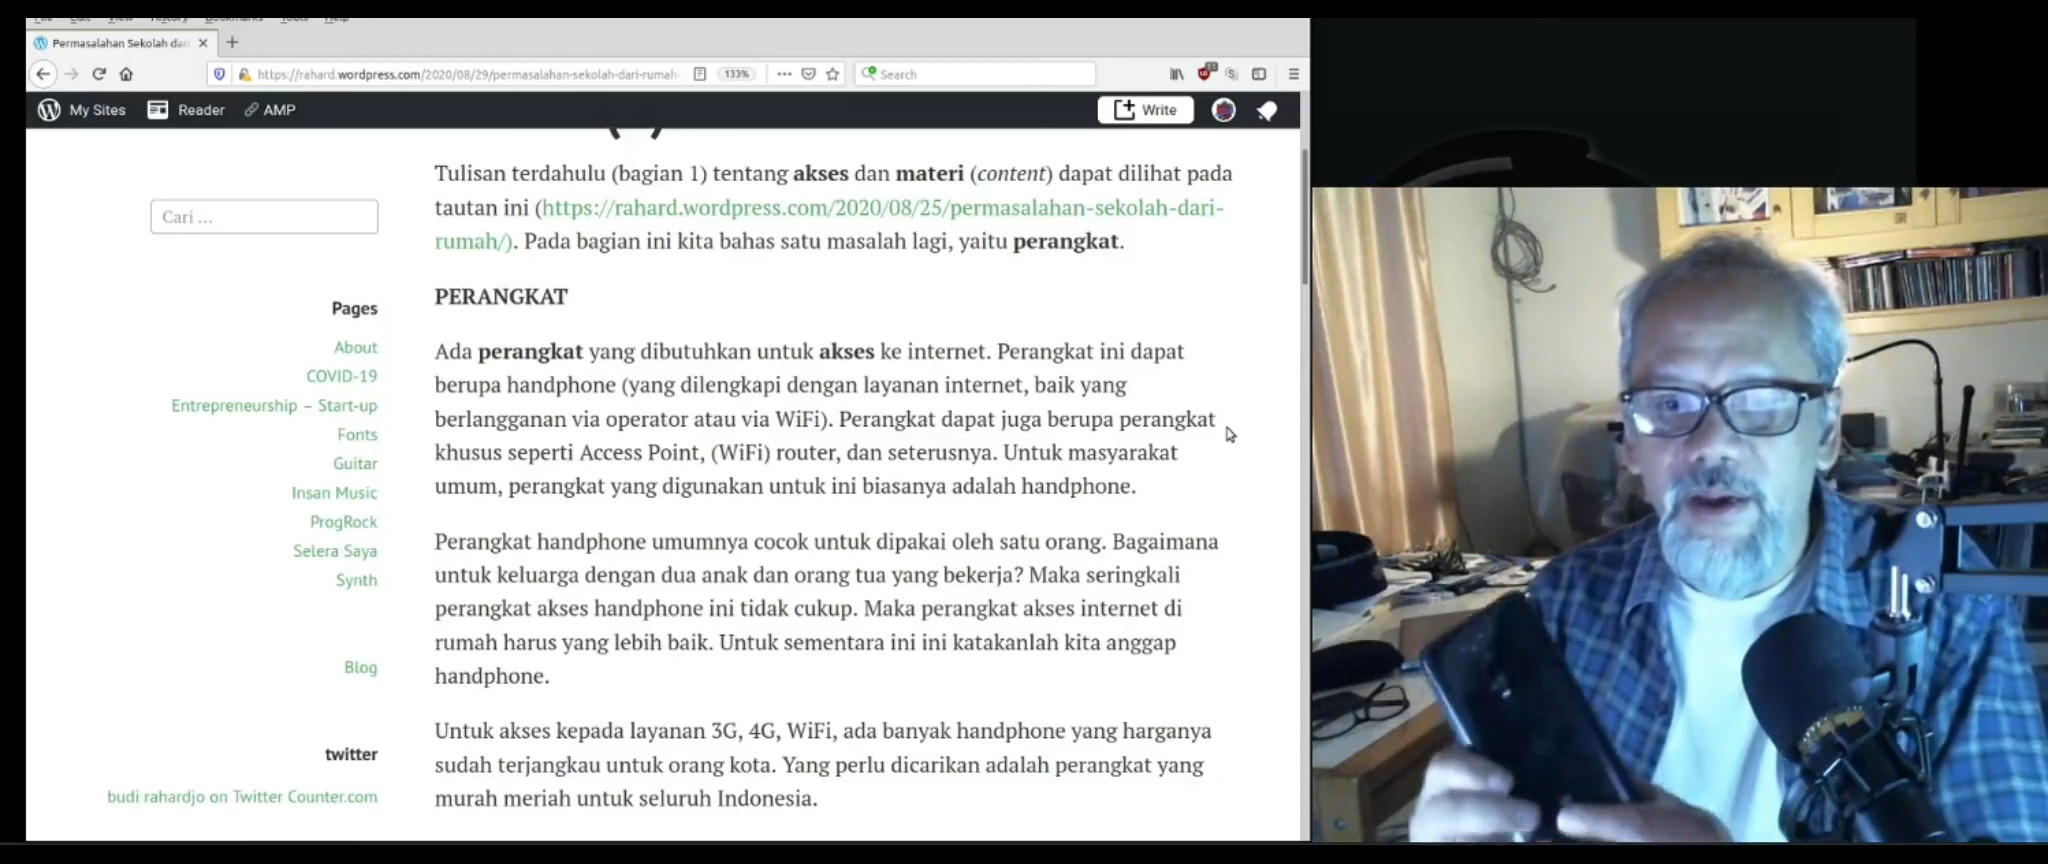 Permasalahan Sekolah dari
https://rahard.wordpress.com/2020/08/29/permasalahan-sekolah-dari-rumah-
133%
Search
My Sites
Reader
AMP
Write
Cari ...
Pages
About
COVID-19
Entrepreneurship – Start-up
Fonts
Guitar
Insan Music
ProgRock
Selera Saya
Synth
Blog
twitter
budi rahardjo on Twitter Counter.com
Tulisan terdahulu (bagian 1) tentang akses dan materi (content) dapat dilihat pada
tautan ini (https://rahard.wordpress.com/2020/08/25/permasalahan-sekolah-dari-
rumah/). Pada bagian ini kita bahas satu masalah lagi, yaitu perangkat.
PERANGKAT
Ada perangkat yang dibutuhkan untuk akses ke internet. Perangkat ini dapat
berupa handphone (yang dilengkapi dengan layanan internet, baik yang
berlangganan via operator atau via WiFi). Perangkat dapat juga berupa perangkat
khusus seperti Access Point, (WiFi) router, dan seterusnya. Untuk masyarakat
umum, perangkat yang digunakan untuk ini biasanya adalah handphone.
Perangkat handphone umumnya cocok untuk dipakai oleh satu orang. Bagaimana
untuk keluarga dengan dua anak dan orang tua yang bekerja? Maka seringkali
perangkat akses handphone ini tidak cukup. Maka perangkat akses internet di
rumah harus yang lebih baik. Untuk sementara ini ini katakanlah kita anggap
handphone.
Untuk akses kepada layanan 3G, 4G, WiFi, ada banyak handphone yang harganya
sudah terjangkau untuk orang kota. Yang perlu dicarikan adalah perangkat yang
murah meriah untuk seluruh Indonesia.